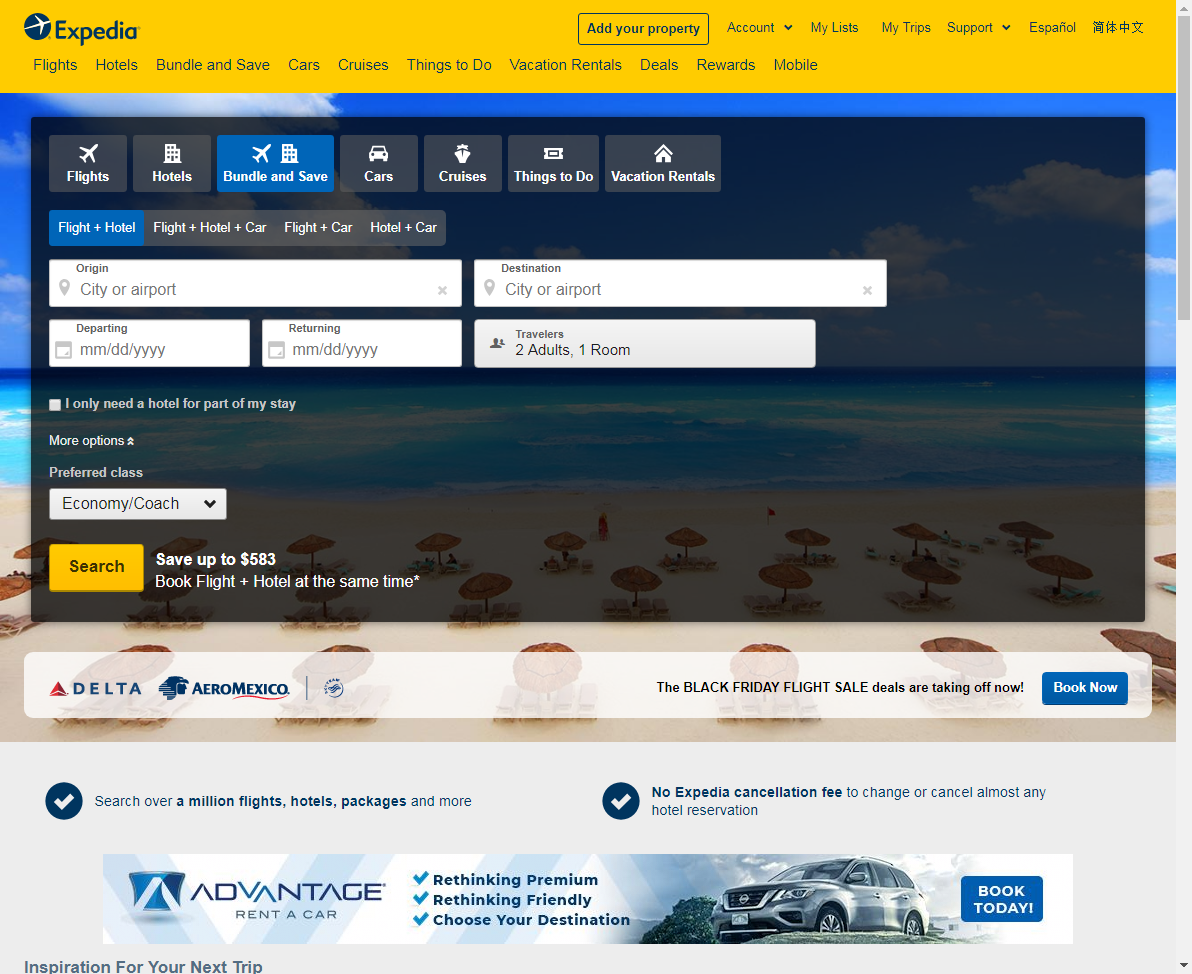 Expedia
Add your property
Account
My Lists
My Trips
Support
Español
简体中文
Flights
Hotels
Bundle and Save
Cars
Cruises
Things to Do
Vacation Rentals
Deals
Rewards
Mobile
Flights
Hotels
Bundle and Save
Cars
Cruises
Things to Do
Vacation Rentals
Flight + Hotel
Flight + Hotel + Car
Flight + Car
Hotel + Car
Origin
City or airport
Destination
City or airport
Departing
mm/dd/yyyy
Returning
mm/dd/yyyy
Travelers
2 Adults, 1 Room
I only need a hotel for part of my stay
More options
Preferred class
Economy/Coach
Search
Save up to $583
Book Flight + Hotel at the same time*
DELTA
AEROMEXICO.
The BLACK FRIDAY FLIGHT SALE deals are taking off now!
Book Now
Search over a million flights, hotels, packages and more
No Expedia cancellation fee to change or cancel almost any
hotel reservation
ADVANTAGE
RENT A CAR
Rethinking Premium
Rethinking Friendly
Choose Your Destination
BOOK
TODAY!
Inspiration For Your Next Trip